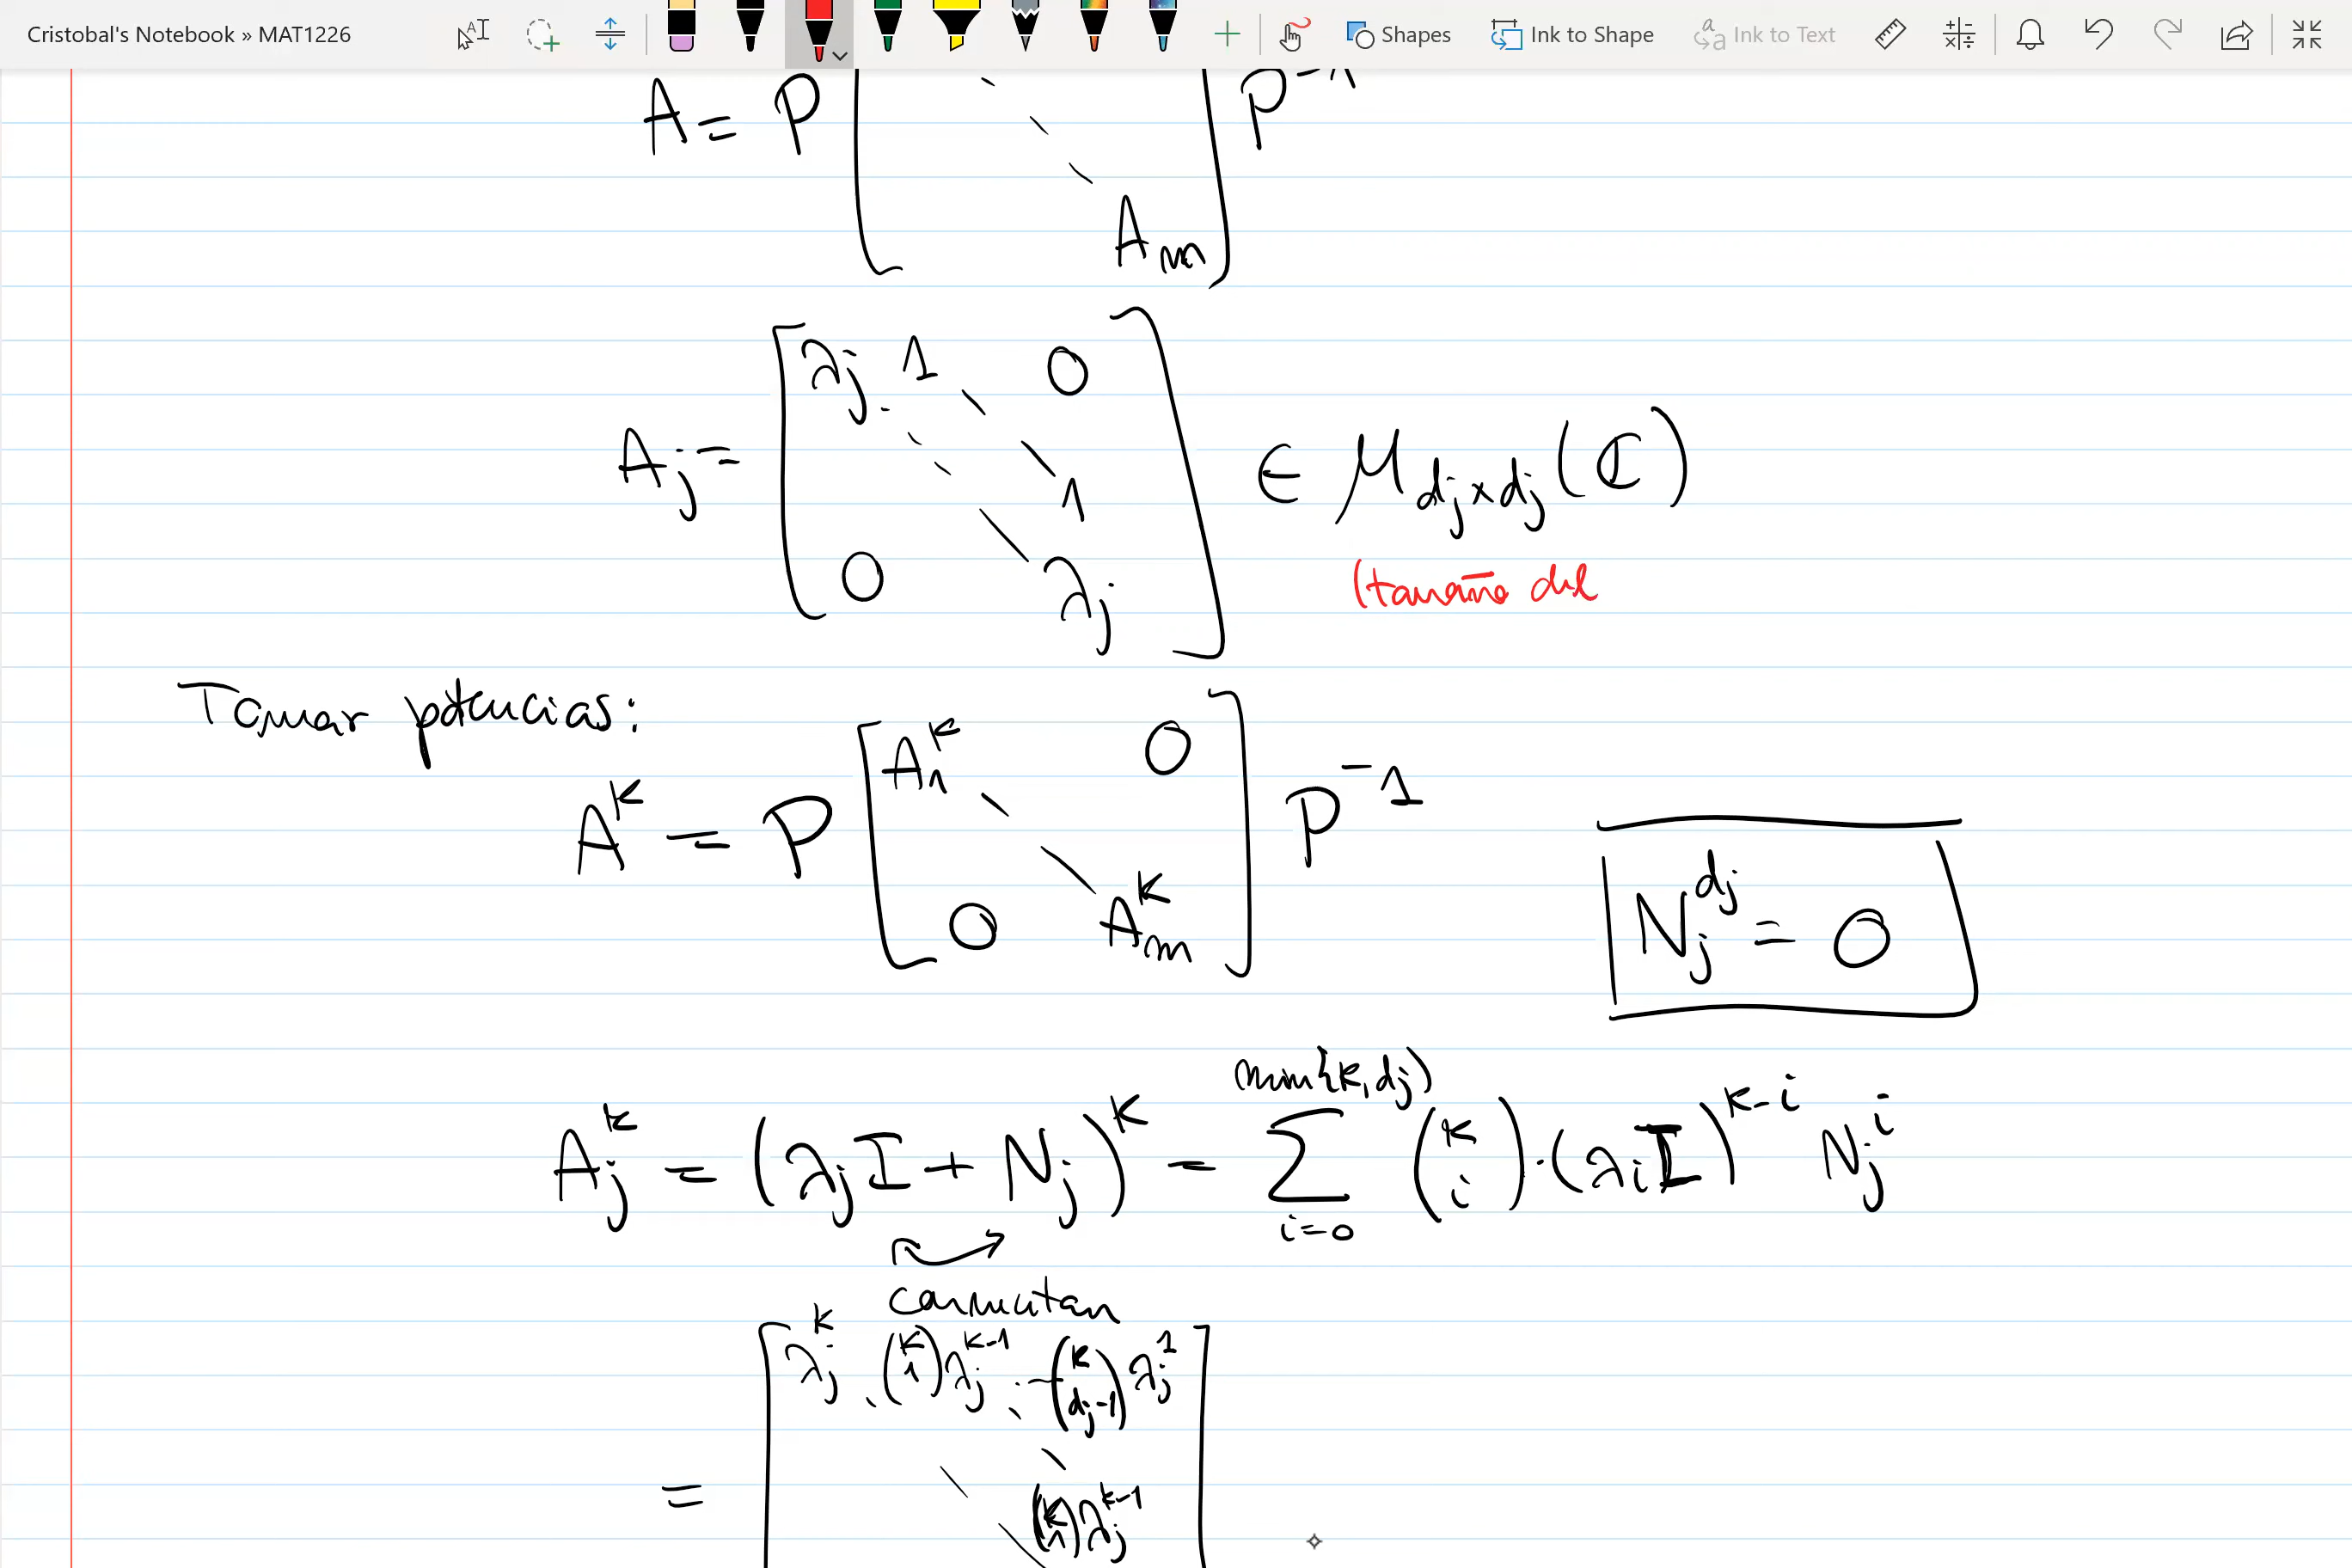 Cristobal's Notebook » MAT1226
Shapes Ink to Shape Ink to Text
A = P [ A_m ] P^-1
A_j = [ λ_j 1 0 1 0 λ_j ] ∈ M_{d_j×d_j}(ℂ)
(tamaño del
Tomar potencias:
A^k = P [ A_1^k 0 0 A_m^k ] P^-1
N_j^{d_j} = 0
A_j^k = (λ_j I + N_j)^k = Σ_{i=0}^{min{k,d_j}} (k i) · (λ_i I)^{k-i} N_j^i
conmutan
= [ λ_j^k (k 1) λ_j^{k-1} ... (k d_j-1) λ_j^1 (k 1) λ_j^{k-1} ]